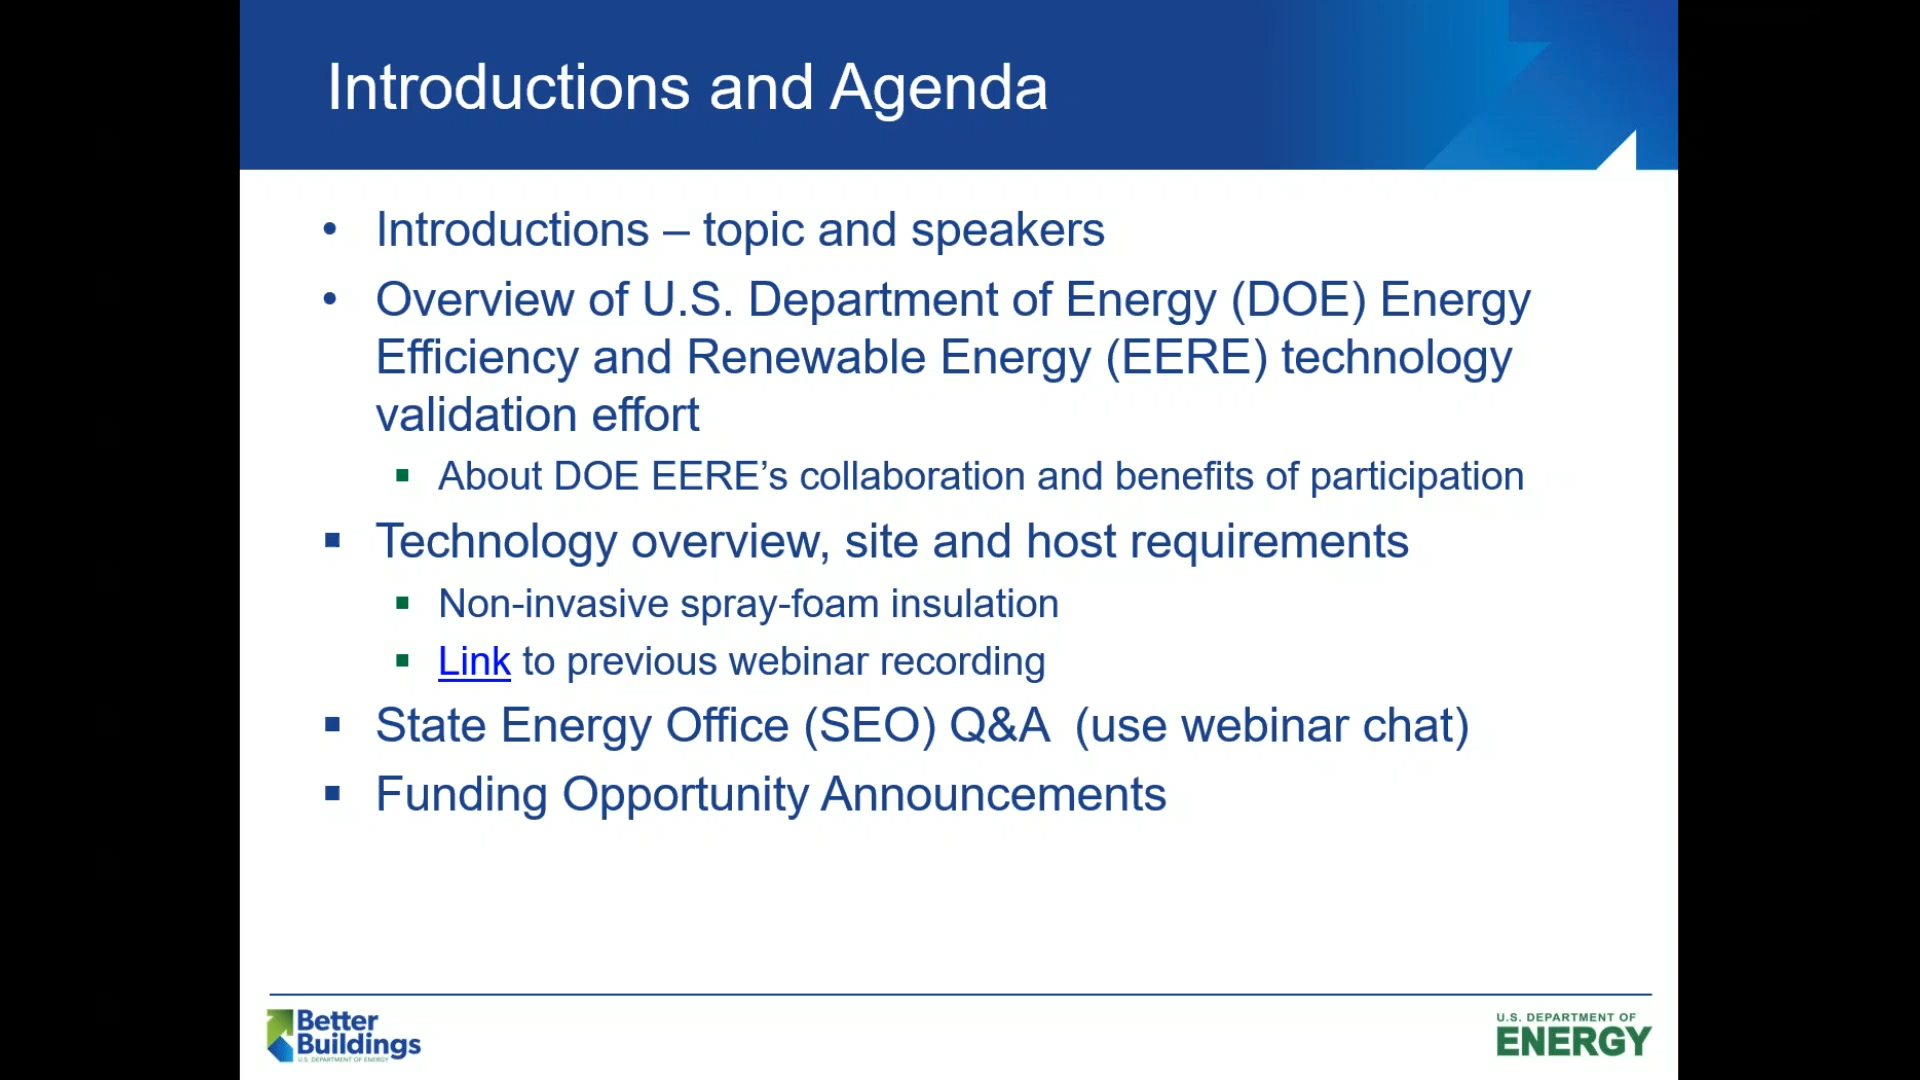 Introductions and Agenda
• Introductions – topic and speakers
• Overview of U.S. Department of Energy (DOE) Energy
Efficiency and Renewable Energy (EERE) technology
validation effort
▪ About DOE EERE’s collaboration and benefits of participation
▪ Technology overview, site and host requirements
▪ Non-invasive spray-foam insulation
▪ Link to previous webinar recording
▪ State Energy Office (SEO) Q&A (use webinar chat)
▪ Funding Opportunity Announcements
Better
Buildings
U.S. DEPARTMENT OF ENERGY
U.S. DEPARTMENT OF
ENERGY